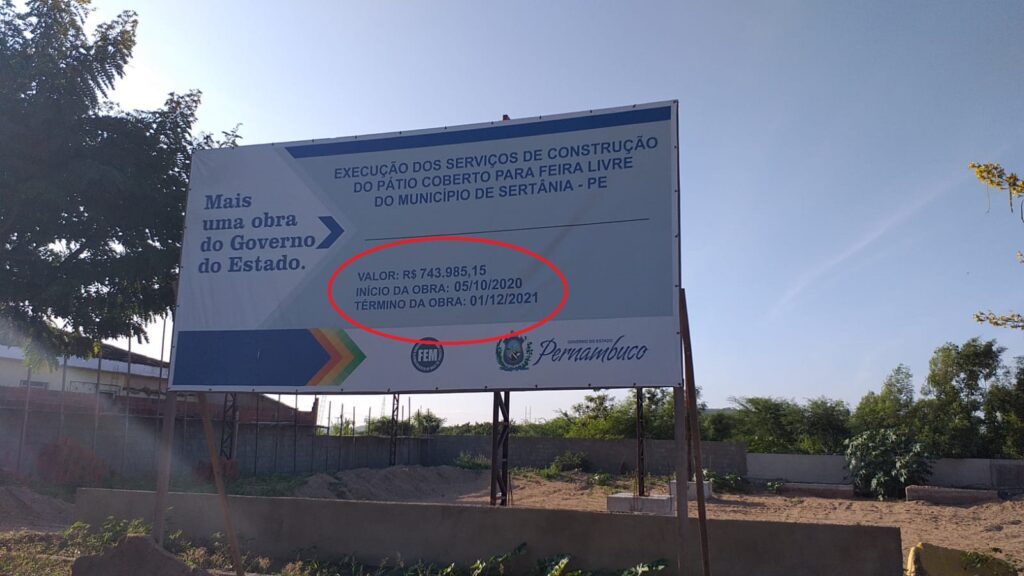 EXECUÇÃO DOS SERVIÇOS DE CONSTRUÇÃO
DO PÁTIO COBERTO PARA FEIRA LIVRE
DO MUNICÍPIO DE SERTÂNIA - PE
Mais
uma obra
do Governo
do Estado.
VALOR: R$ 743.985,15
INÍCIO DA OBRA: 05/10/2020
TÉRMINO DA OBRA: 01/12/2021
FEM
GOVERNO DO ESTADO
Pernambuco